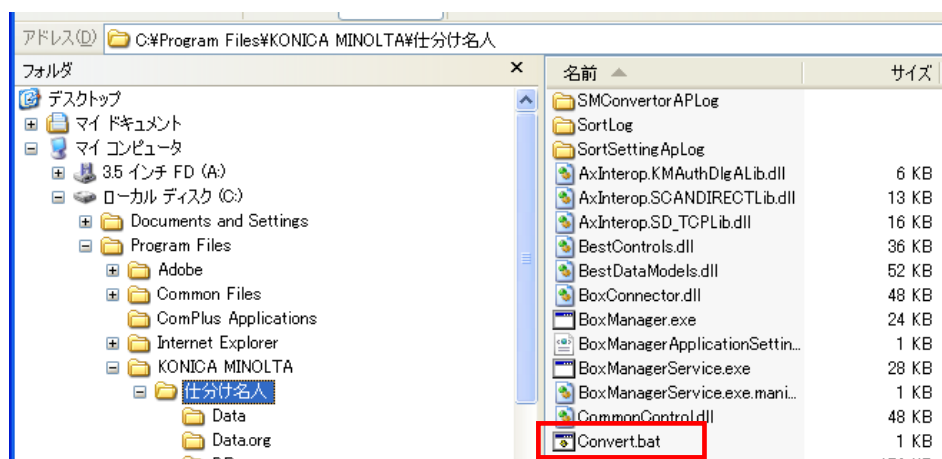 アドレス(D) C:¥Program Files¥KONICA MINOLTA¥仕分け名人
フォルダ ×
デスクトップ
マイ ドキュメント
マイ コンピュータ
3.5 インチ FD (A:)
ローカル ディスク (C:)
Documents and Settings
Program Files
Adobe
Common Files
ComPlus Applications
Internet Explorer
KONICA MINOLTA
仕分け名人
Data
Data.org
名前 サイズ
SMConvertorAPLog
SortLog
SortSettingApLog
AxInterop.KMAuthDlgALib.dll 6 KB
AxInterop.SCANDIRECTLib.dll 13 KB
AxInterop.SD_TCPLib.dll 16 KB
BestControls.dll 36 KB
BestDataModels.dll 52 KB
BoxConnector.dll 48 KB
BoxManager.exe 24 KB
BoxManagerApplicationSettin... 1 KB
BoxManagerService.exe 28 KB
BoxManagerService.exe.mani... 1 KB
CommonControl.dll 48 KB
Convert.bat 1 KB